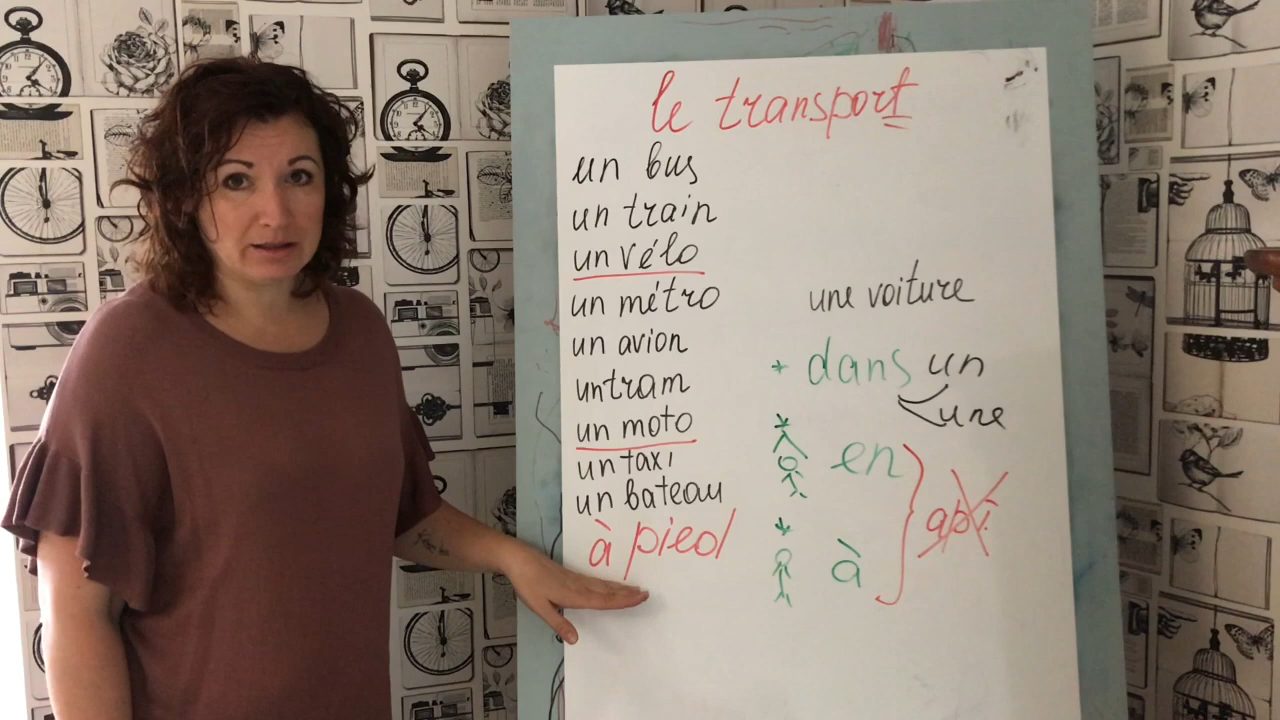 le transport
un bus
un train
un vélo
un métro
un avion
un tram
un moto
un taxi
un bateau
à pied
une voiture
* dans un
une
en
à